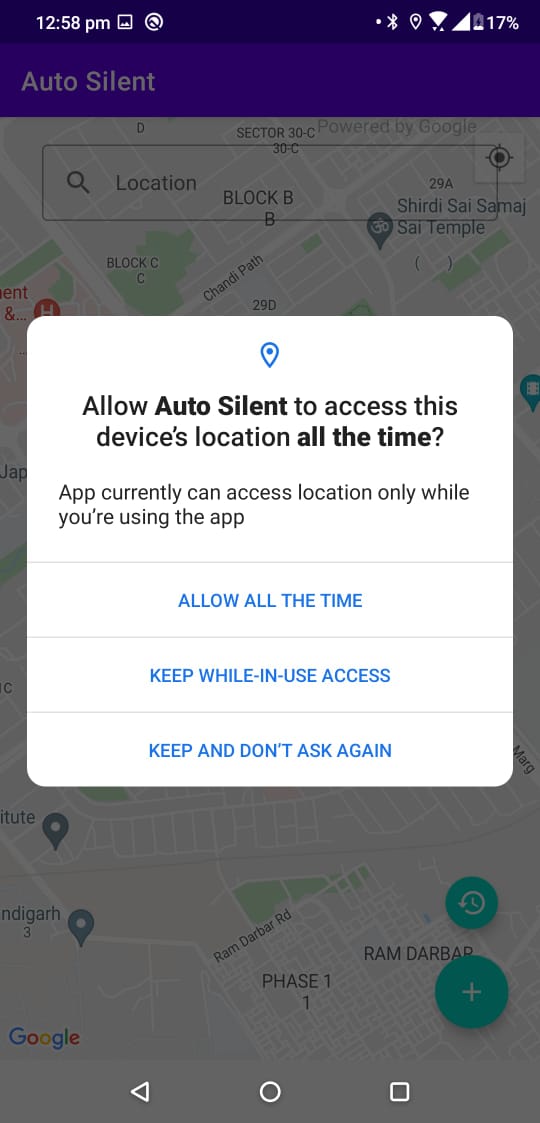 12:58 pm
17%
Auto Silent
D
SECTOR 30-C
30-C
Powered by Google
Location
BLOCK B
B
29A
Shirdi Sai Samaj
Sai Temple
( )
BLOCK C
C
Chandi Path
29D
ent
H
&...
Allow Auto Silent to access this
device’s location all the time?
Jap
App currently can access location only while
you’re using the app
ALLOW ALL THE TIME
KEEP WHILE-IN-USE ACCESS
KEEP AND DON’T ASK AGAIN
Marg
itute
ndigarh
3
Ram Darbar Rd
RAM DARBAR
PHASE 1
1
+
Google